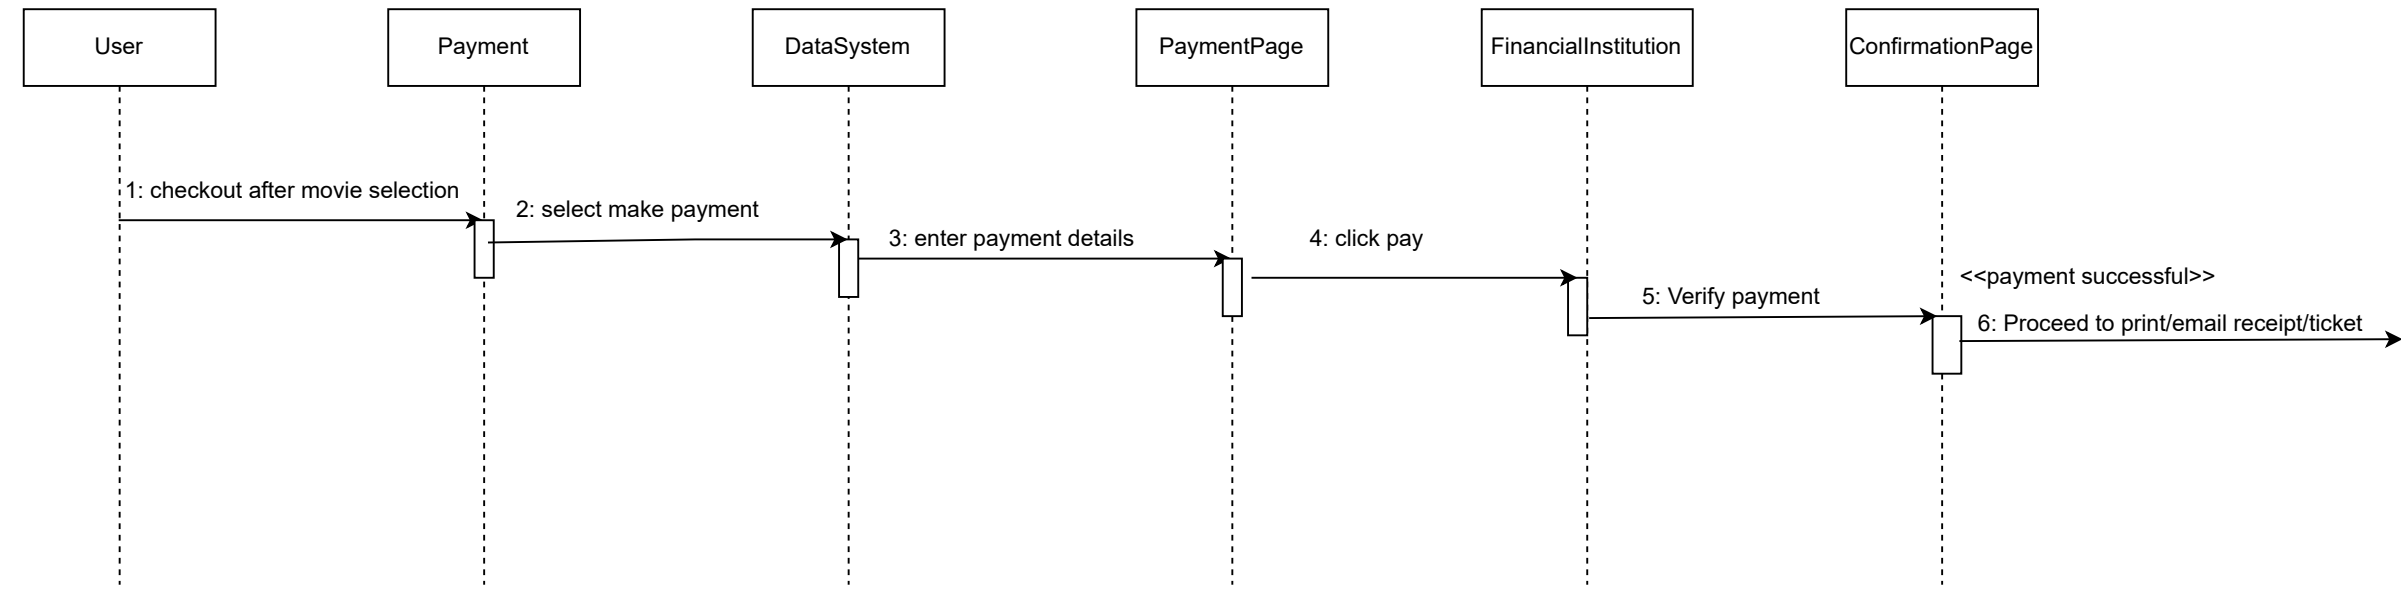 User
Payment
DataSystem
PaymentPage
FinancialInstitution
ConfirmationPage
1: checkout after movie selection
2: select make payment
3: enter payment details
4: click pay
<<payment successful>>
5: Verify payment
6: Proceed to print/email receipt/ticket